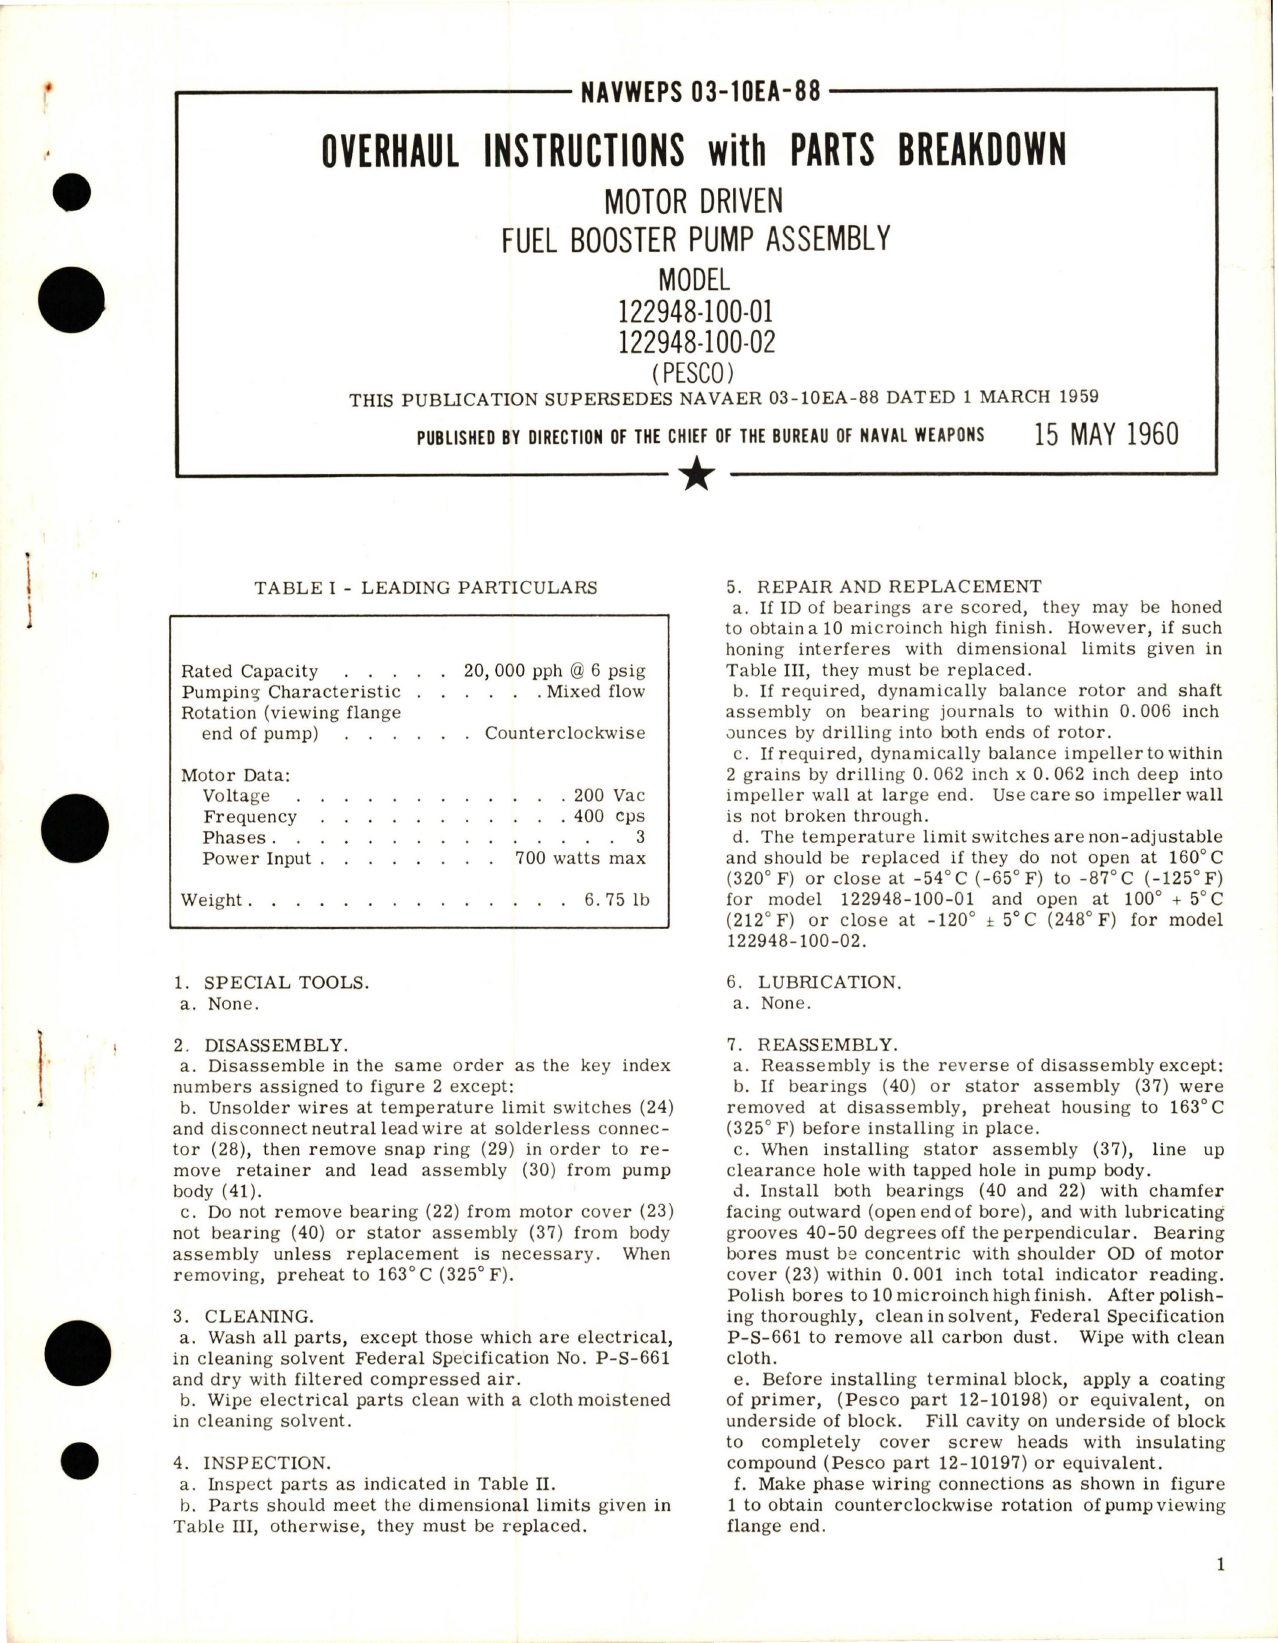 NAVWEPS 03-10EA-88
OVERHAUL INSTRUCTIONS with PARTS BREAKDOWN
MOTOR DRIVEN
FUEL BOOSTER PUMP ASSEMBLY
MODEL
122948-100-01
122948-100-02
(PESCO)
THIS PUBLICATION SUPERSEDES NAVAER 03-10EA-88 DATED 1 MARCH 1959
PUBLISHED BY DIRECTION OF THE CHIEF OF THE BUREAU OF NAVAL WEAPONS 15 MAY 1960
TABLE I - LEADING PARTICULARS
Rated Capacity . . . . . 20,000 pph @ 6 psig
Pumping Characteristic . . . . . . Mixed flow
Rotation (viewing flange
end of pump) . . . . . . Counterclockwise
Motor Data:
Voltage . . . . . . . . . . . . 200 Vac
Frequency . . . . . . . . . . . 400 cps
Phases . . . . . . . . . . . . . . . 3
Power Input . . . . . . . . 700 watts max
Weight . . . . . . . . . . . . . . 6.75 lb
1. SPECIAL TOOLS.
a. None.
2. DISASSEMBLY.
a. Disassemble in the same order as the key index
numbers assigned to figure 2 except:
b. Unsolder wires at temperature limit switches (24)
and disconnect neutral lead wire at solderless connec-
tor (28), then remove snap ring (29) in order to re-
move retainer and lead assembly (30) from pump
body (41).
c. Do not remove bearing (22) from motor cover (23)
not bearing (40) or stator assembly (37) from body
assembly unless replacement is necessary. When
removing, preheat to 163°C (325°F).
3. CLEANING.
a. Wash all parts, except those which are electrical,
in cleaning solvent Federal Specification No. P-S-661
and dry with filtered compressed air.
b. Wipe electrical parts clean with a cloth moistened
in cleaning solvent.
4. INSPECTION.
a. Inspect parts as indicated in Table II.
b. Parts should meet the dimensional limits given in
Table III, otherwise, they must be replaced.
5. REPAIR AND REPLACEMENT
a. If ID of bearings are scored, they may be honed
to obtain a 10 microinch high finish. However, if such
honing interferes with dimensional limits given in
Table III, they must be replaced.
b. If required, dynamically balance rotor and shaft
assembly on bearing journals to within 0.006 inch
ounces by drilling into both ends of rotor.
c. If required, dynamically balance impeller to within
2 grains by drilling 0.062 inch x 0.062 inch deep into
impeller wall at large end. Use care so impeller wall
is not broken through.
d. The temperature limit switches are non-adjustable
and should be replaced if they do not open at 160°C
(320°F) or close at -54°C (-65°F) to -87°C (-125°F)
for model 122948-100-01 and open at 100° + 5°C
(212°F) or close at -120° ± 5°C (248°F) for model
122948-100-02.
6. LUBRICATION.
a. None.
7. REASSEMBLY.
a. Reassembly is the reverse of disassembly except:
b. If bearings (40) or stator assembly (37) were
removed at disassembly, preheat housing to 163°C
(325°F) before installing in place.
c. When installing stator assembly (37), line up
clearance hole with tapped hole in pump body.
d. Install both bearings (40 and 22) with chamfer
facing outward (open end of bore), and with lubricating
grooves 40-50 degrees off the perpendicular. Bearing
bores must be concentric with shoulder OD of motor
cover (23) within 0.001 inch total indicator reading.
Polish bores to 10 microinch high finish. After polish-
ing thoroughly, clean in solvent, Federal Specification
P-S-661 to remove all carbon dust. Wipe with clean
cloth.
e. Before installing terminal block, apply a coating
of primer, (Pesco part 12-10198) or equivalent, on
underside of block. Fill cavity on underside of block
to completely cover screw heads with insulating
compound (Pesco part 12-10197) or equivalent.
f. Make phase wiring connections as shown in figure
1 to obtain counterclockwise rotation of pump viewing
flange end.
1